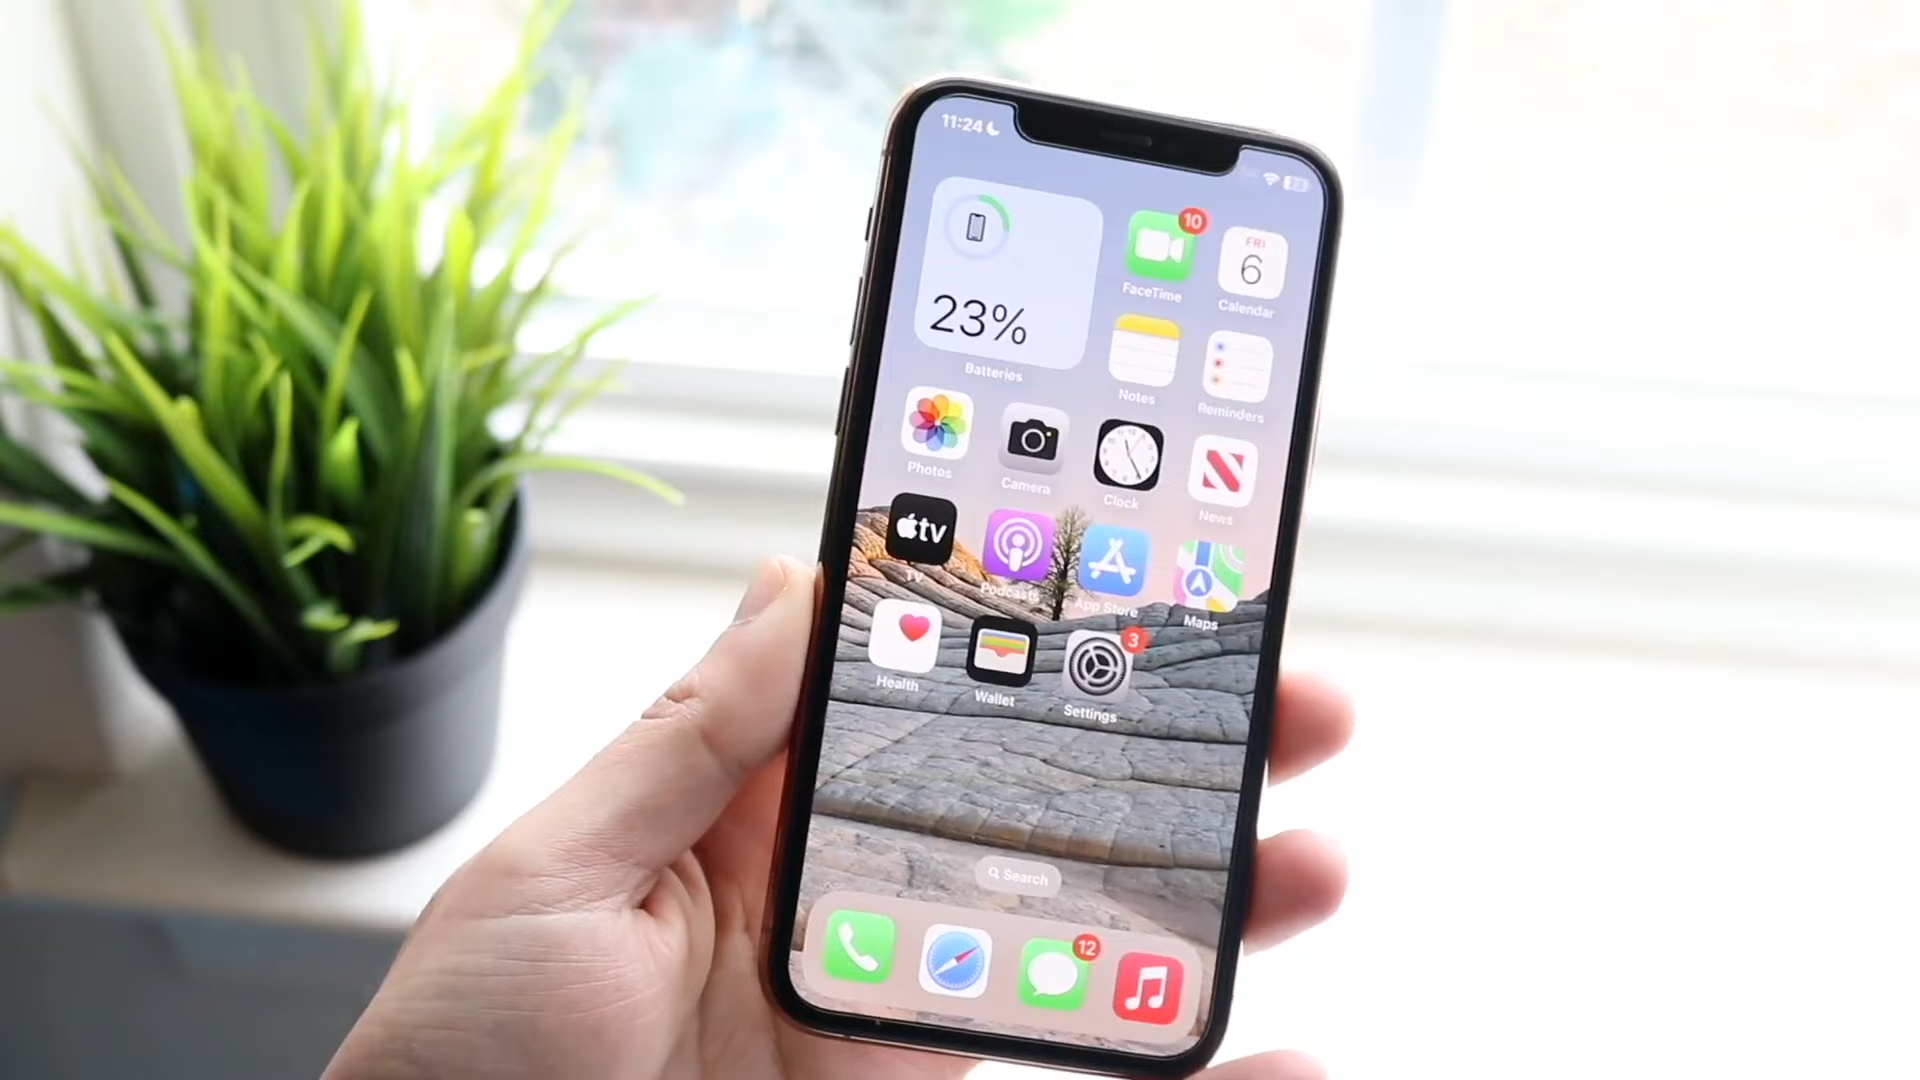 11:24
23%
Batteries
10
FaceTime
FRI
6
Calendar
Notes
Reminders
Photos
Camera
Clock
News
tv
TV
Podcasts
App Store
Maps
Health
Wallet
3
Settings
Search
12